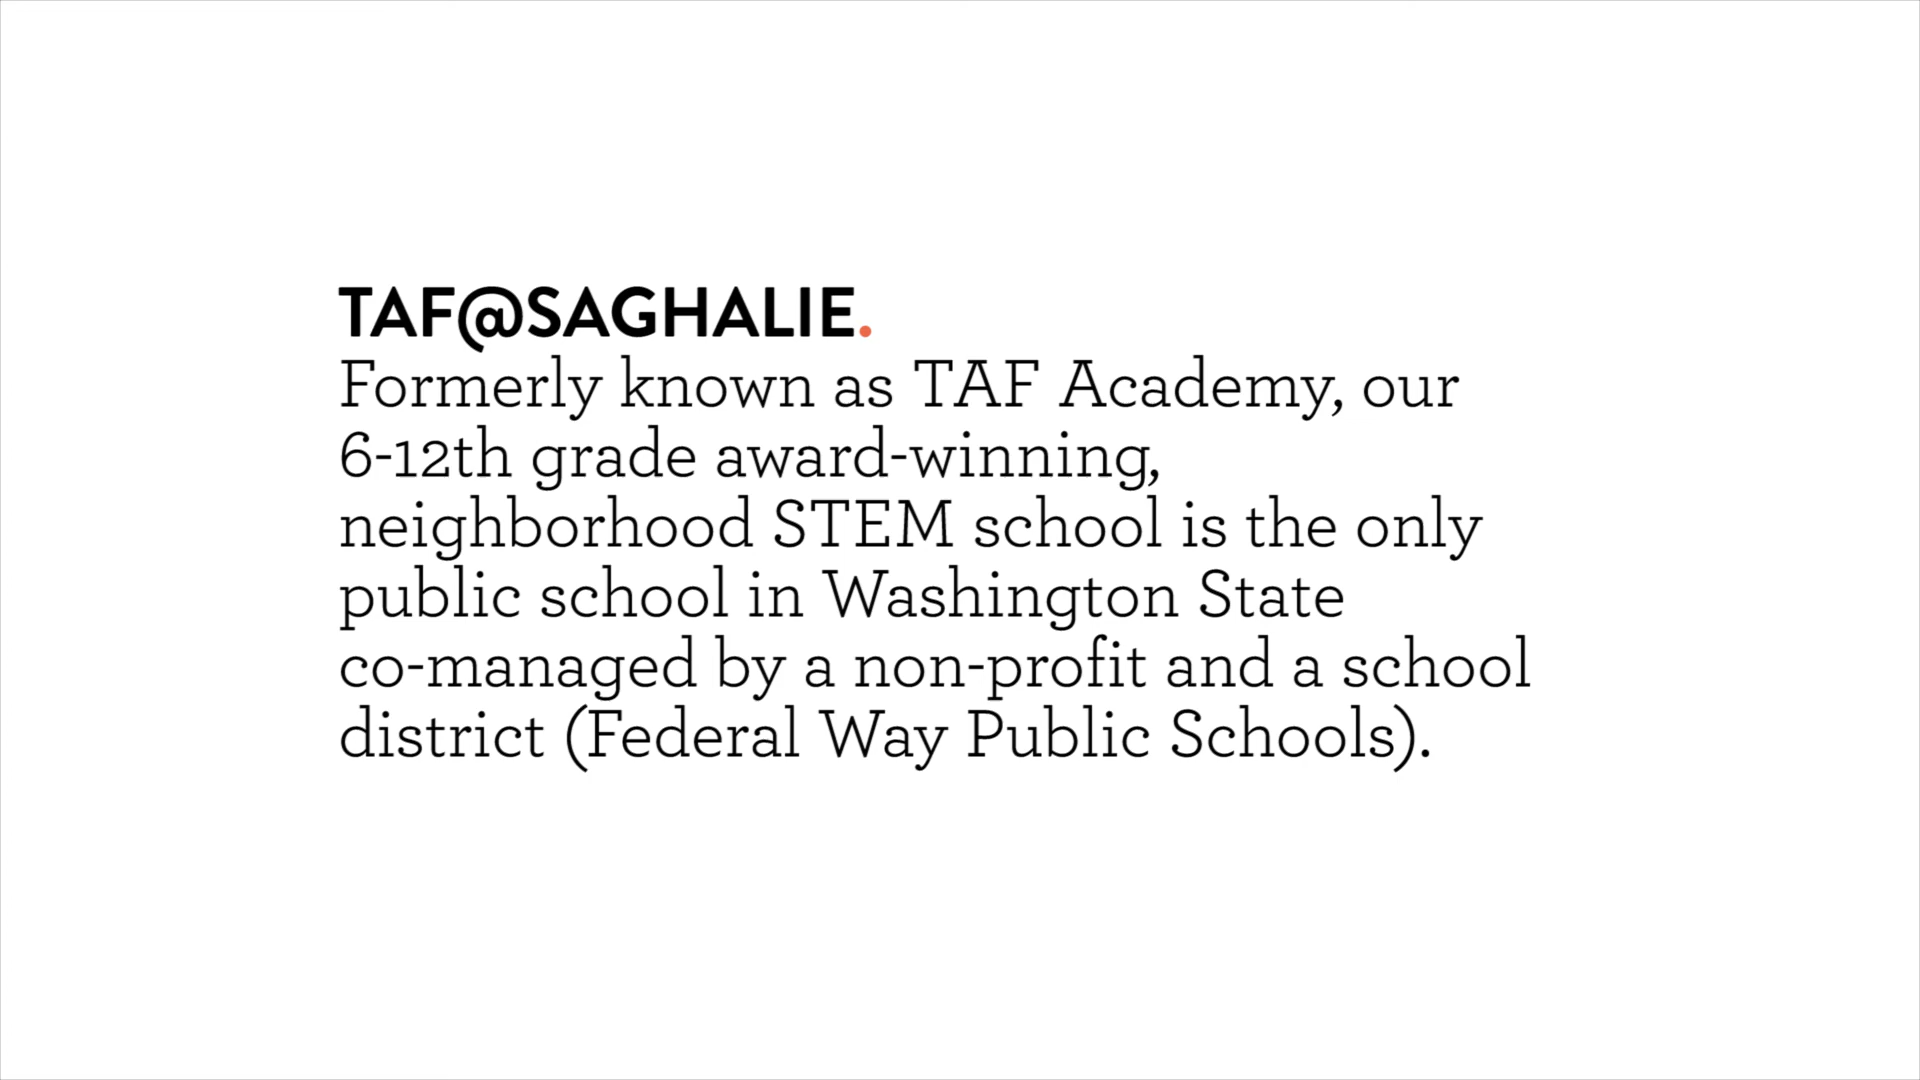 TAF@SAGHALIE.
Formerly known as TAF Academy, our
6-12th grade award-winning,
neighborhood STEM school is the only
public school in Washington State
co-managed by a non-profit and a school
district (Federal Way Public Schools).